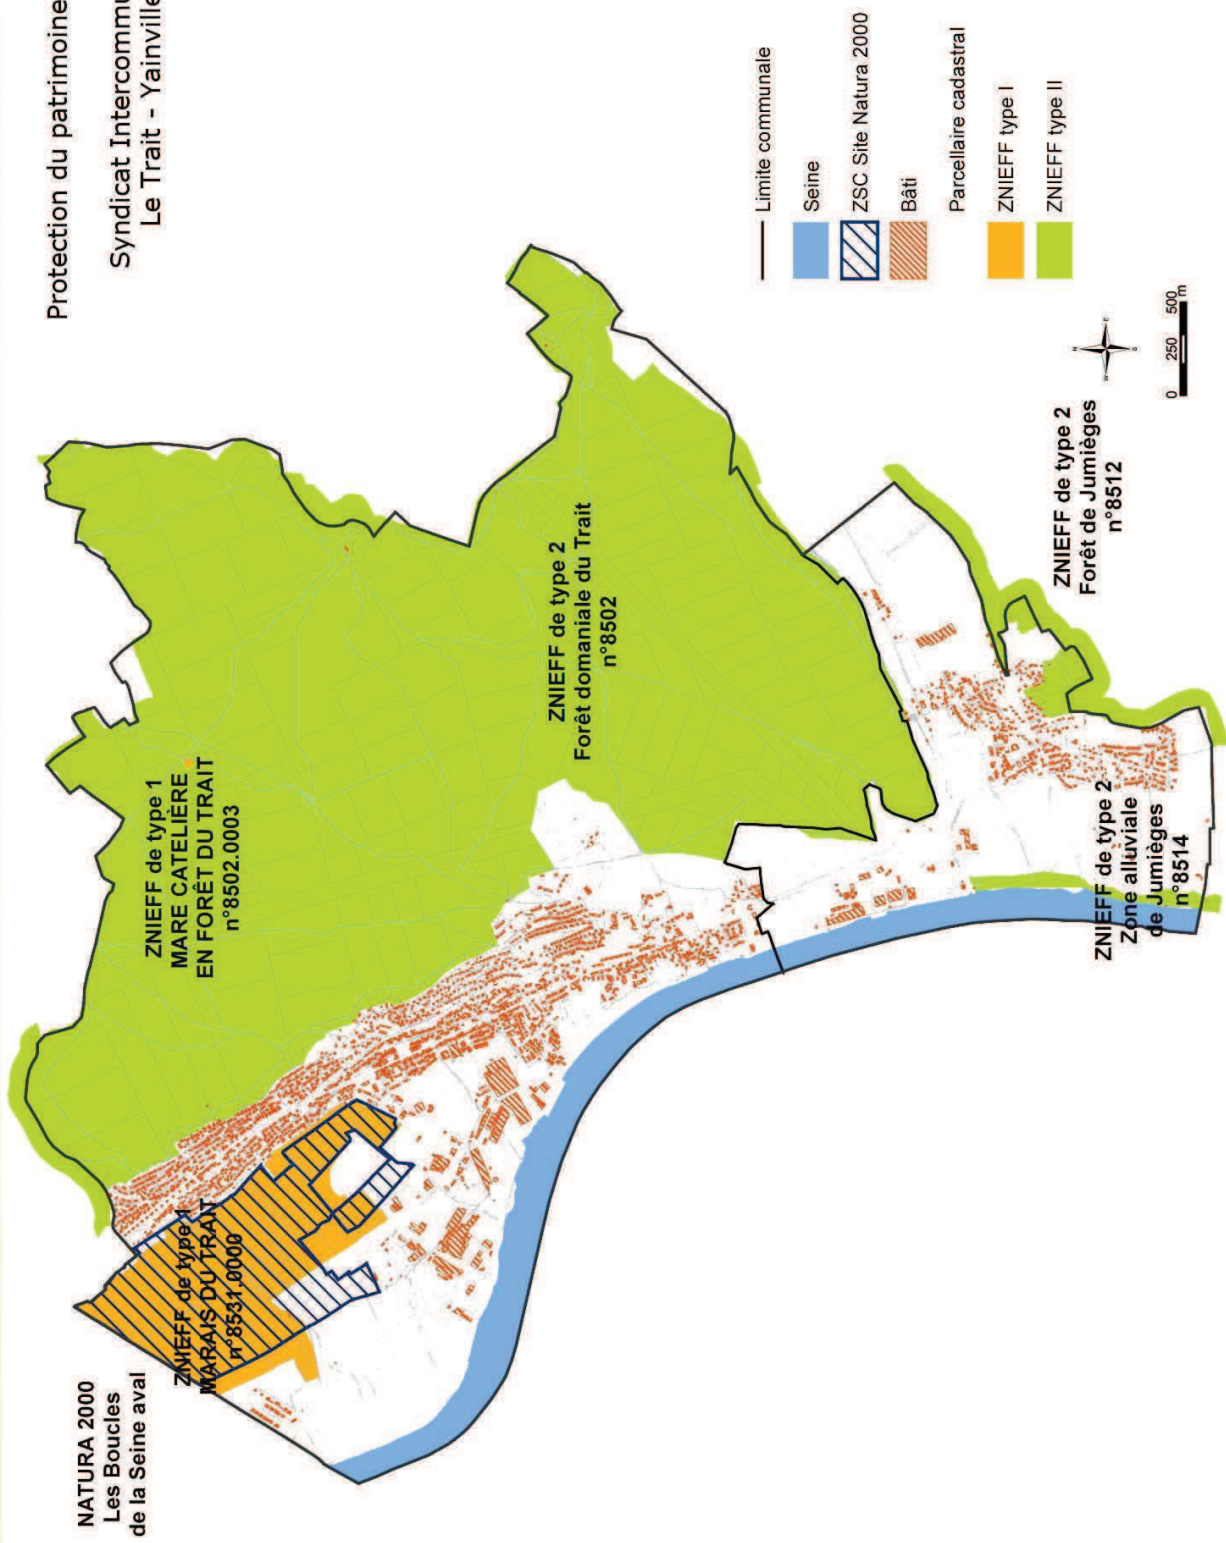 Protection du patrimoine
Syndicat Intercommu
Le Trait - Yainville
Limite communale
Seine
ZSC Site Natura 2000
Bâti
Parcellaire cadastral
ZNIEFF type I
ZNIEFF type II
N
W
E
S
0 250 500
m
ZNIEFF de type 1
MARE CATELIÈRE
EN FORÊT DU TRAIT
n°8502.0003
ZNIEFF de type 2
Forêt domaniale du Trait
n°8502
ZNIEFF de type 2
Forêt de Jumièges
n°8512
ZNIEFF de type 2
Zone alluviale
de Jumièges
n°8514
ZNIEFF de type 1
MARAIS DU TRAIT
n°8531.0000
NATURA 2000
Les Boucles
de la Seine aval